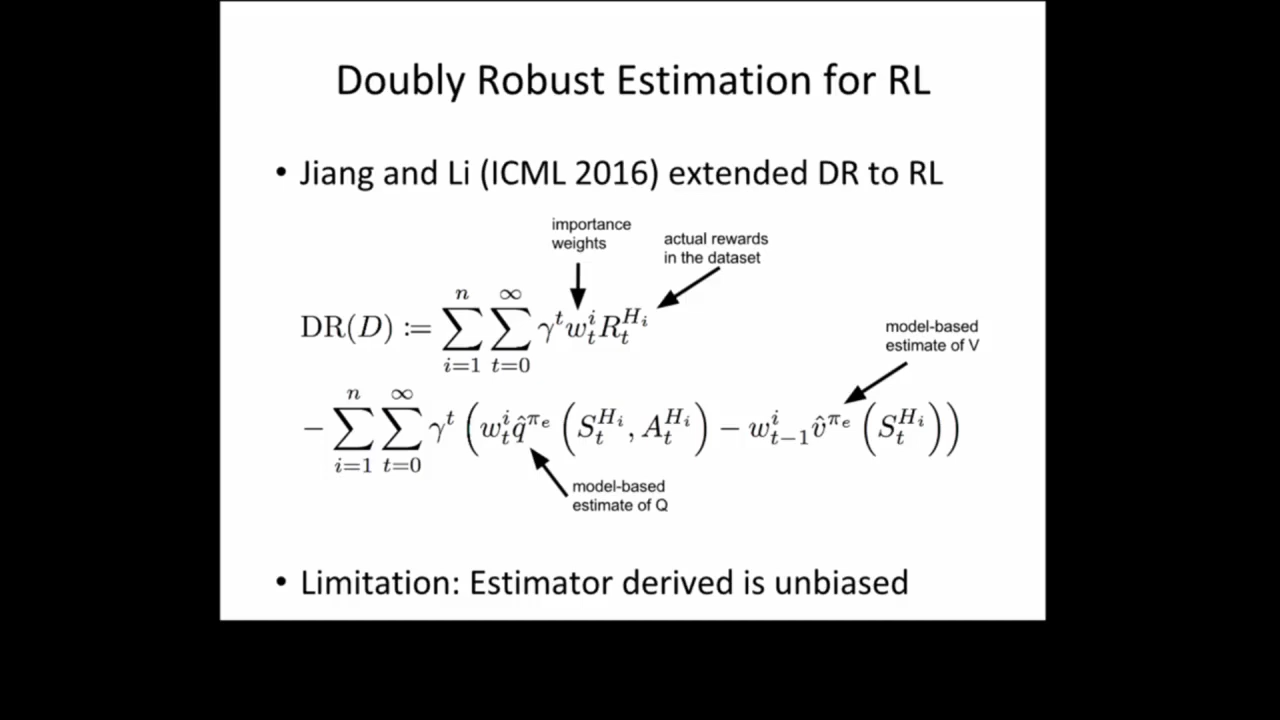 Doubly Robust Estimation for RL
• Jiang and Li (ICML 2016) extended DR to RL
importance
weights
actual rewards
in the dataset
DR(D) := ∑_{i=1}^{n} ∑_{t=0}^{∞} γ^t w_t^i R_t^{H_i}
model-based
estimate of V
− ∑_{i=1}^{n} ∑_{t=0}^{∞} γ^t ( w_t^i q̂^{π_e} ( S_t^{H_i}, A_t^{H_i} ) − w_{t−1}^i v̂^{π_e} ( S_t^{H_i} ) )
model-based
estimate of Q
• Limitation: Estimator derived is unbiased